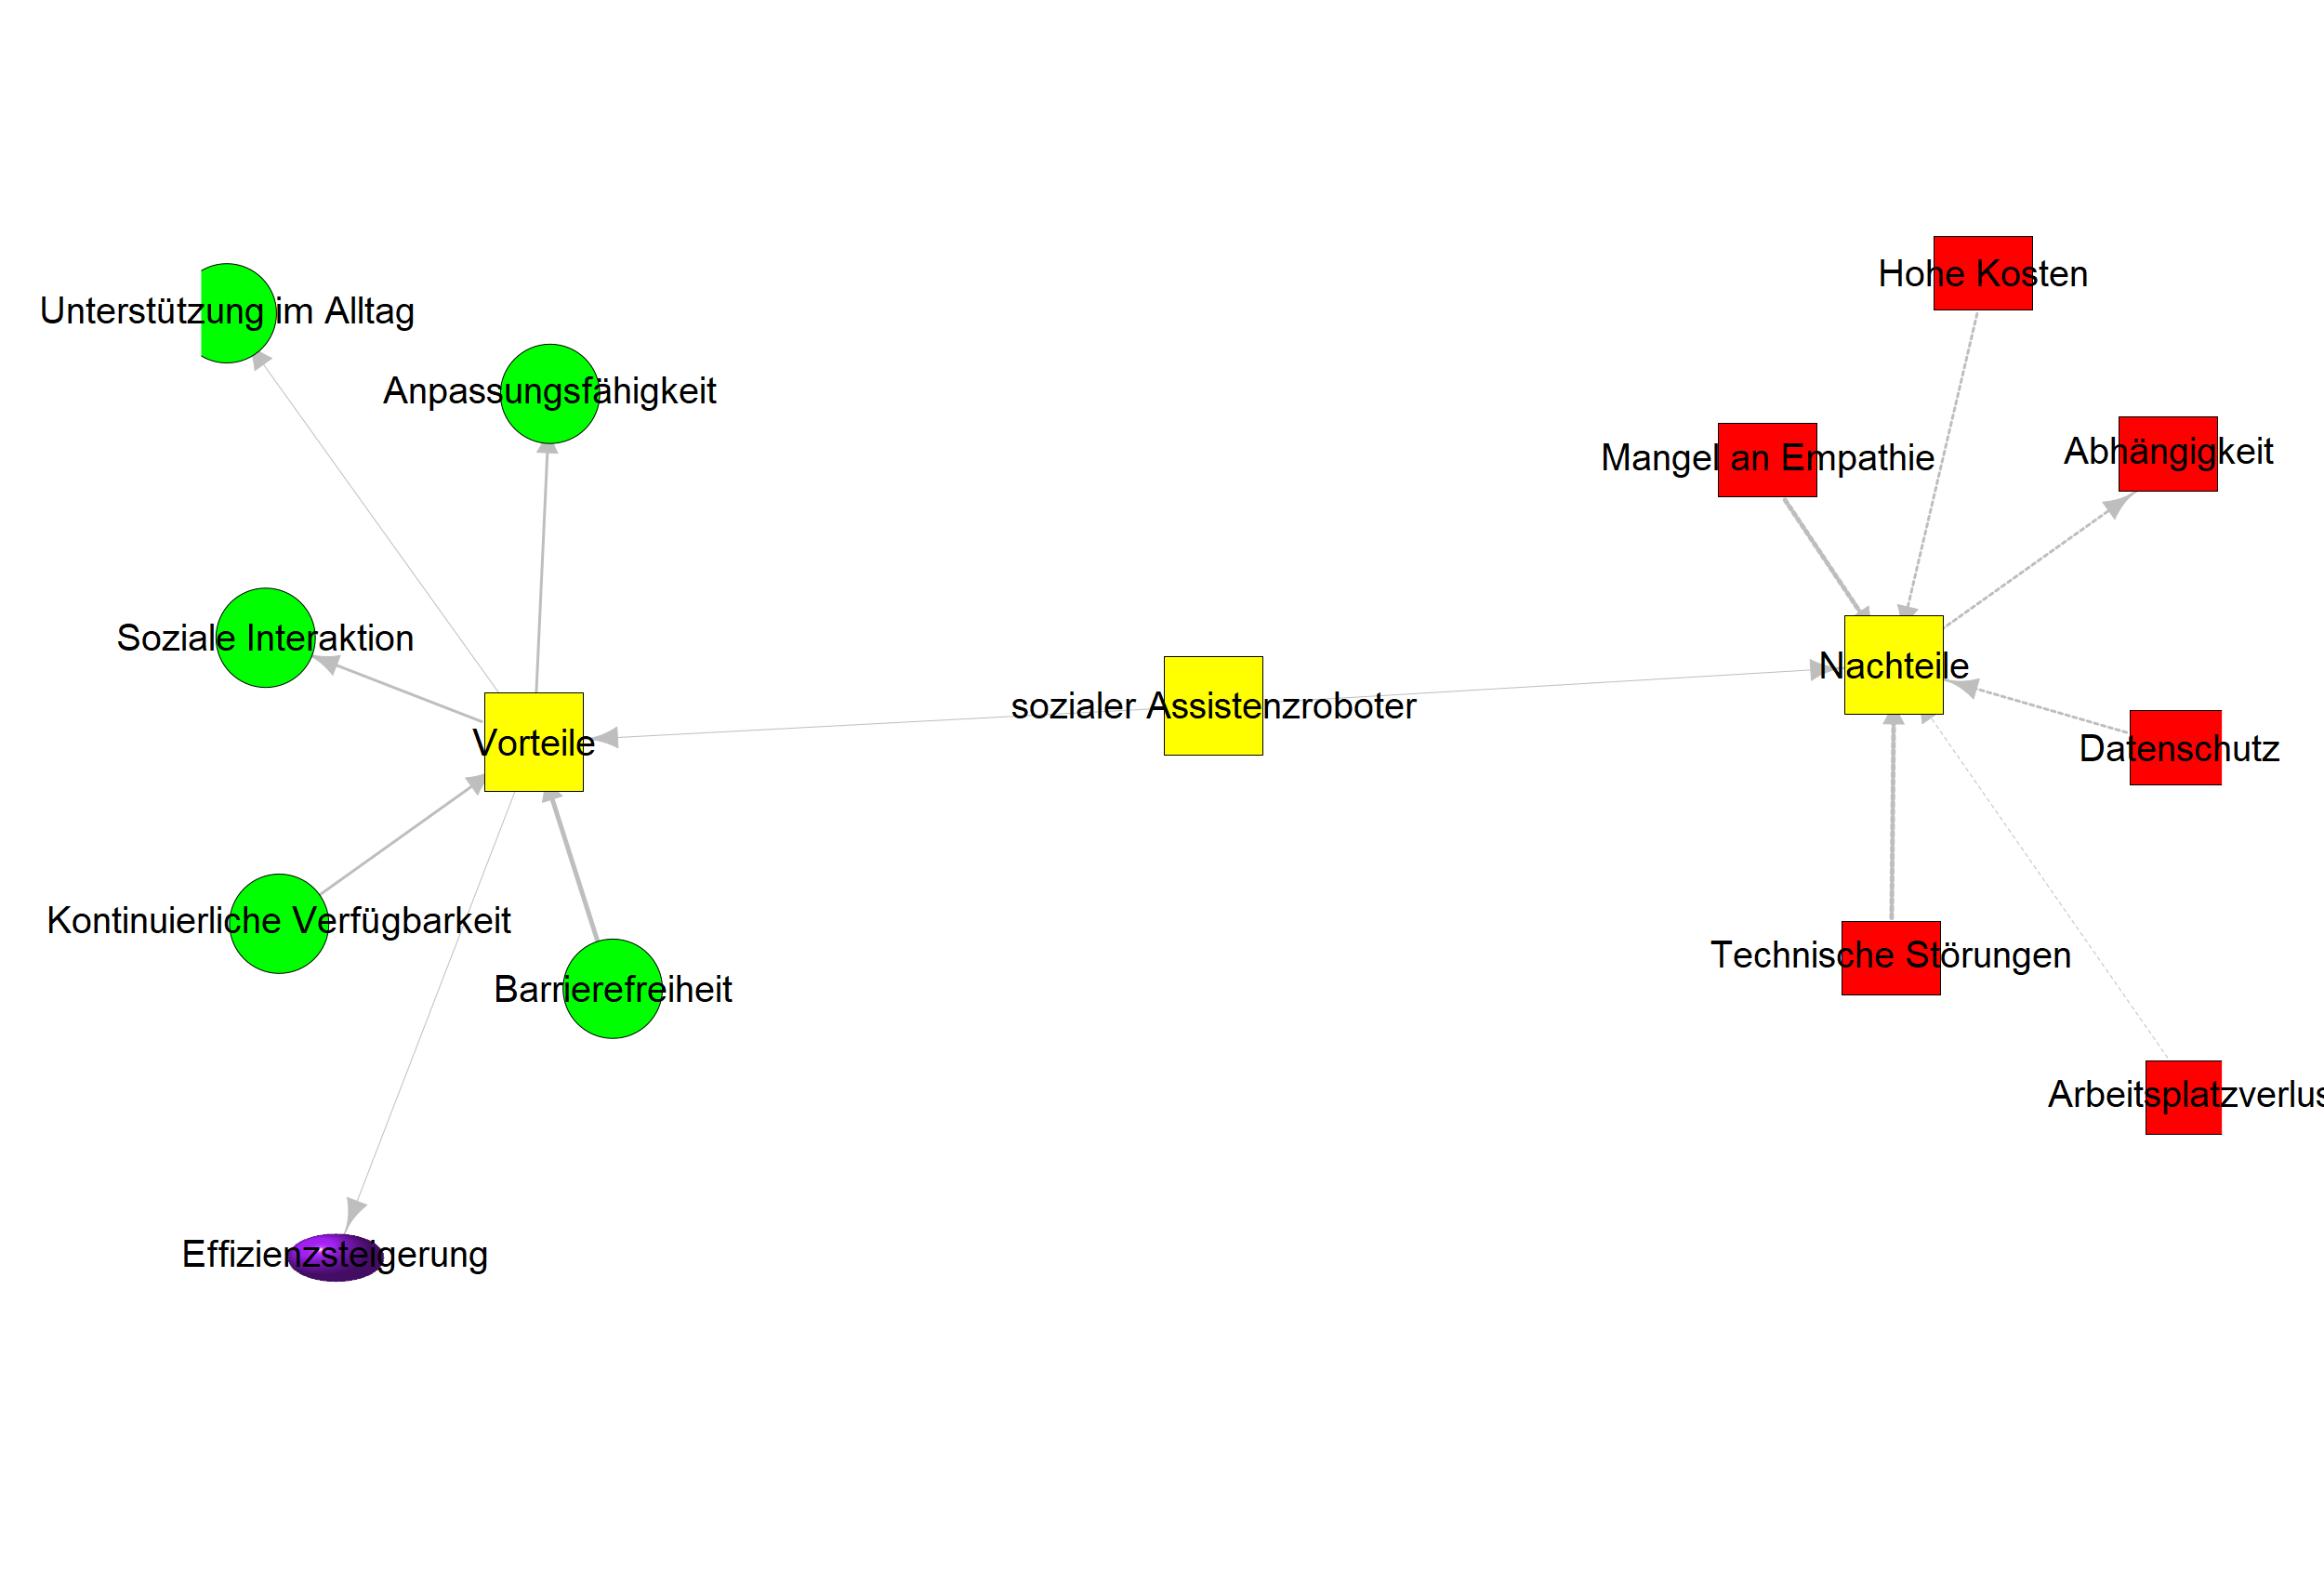 Hohe Kosten
Unterstützung im Alltag
Anpassungsfähigkeit
Mangel an Empathie
Abhängigkeit
Soziale Interaktion
Nachteile
sozialer Assistenzroboter
Vorteile
Datenschutz
Kontinuierliche Verfügbarkeit
Technische Störungen
Barrierefreiheit
Arbeitsplatzverlus
Effizienzsteigerung